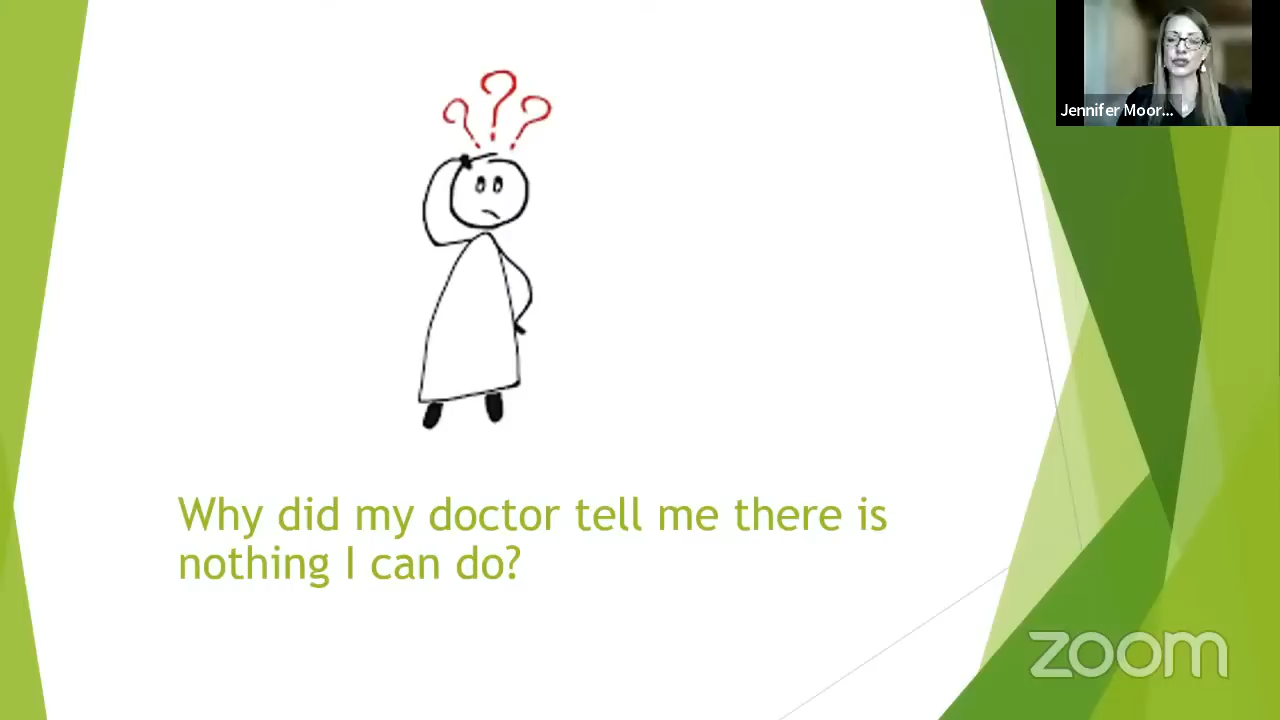 Jennifer Moor...
Why did my doctor tell me there is
nothing I can do?
zoom